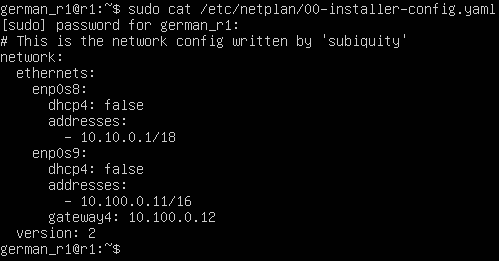 german_r1@r1:~$ sudo cat /etc/netplan/00-installer-config.yaml
[sudo] password for german_r1:
# This is the network config written by 'subiquity'
network:
  ethernets:
    enp0s8:
      dhcp4: false
      addresses:
        - 10.10.0.1/18
    enp0s9:
      dhcp4: false
      addresses:
        - 10.100.0.11/16
      gateway4: 10.100.0.12
  version: 2
german_r1@r1:~$